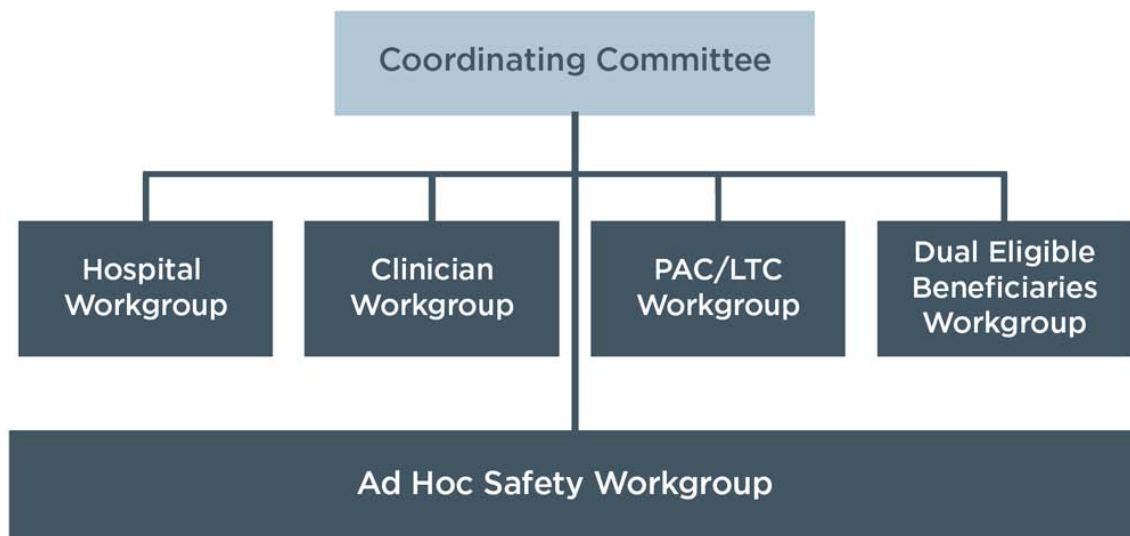 Coordinating Committee
Hospital
Workgroup
Clinician
Workgroup
PAC/LTC
Workgroup
Dual Eligible
Beneficiaries
Workgroup
Ad Hoc Safety Workgroup